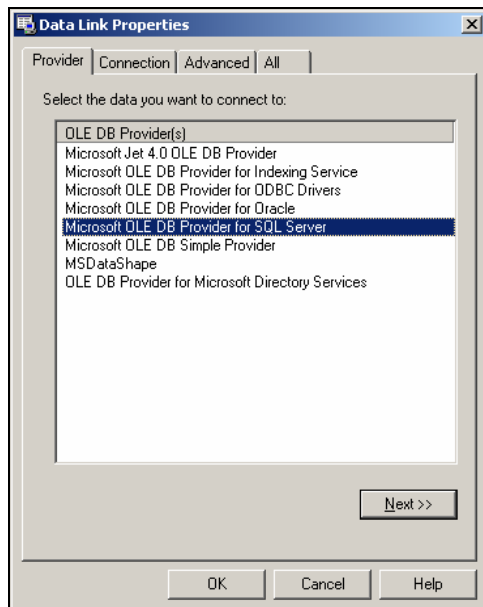 Data Link Properties
Provider Connection Advanced All
Select the data you want to connect to:
OLE DB Provider(s)
Microsoft Jet 4.0 OLE DB Provider
Microsoft OLE DB Provider for Indexing Service
Microsoft OLE DB Provider for ODBC Drivers
Microsoft OLE DB Provider for Oracle
Microsoft OLE DB Provider for SQL Server
Microsoft OLE DB Simple Provider
MSDataShape
OLE DB Provider for Microsoft Directory Services
Next >>
OK Cancel Help